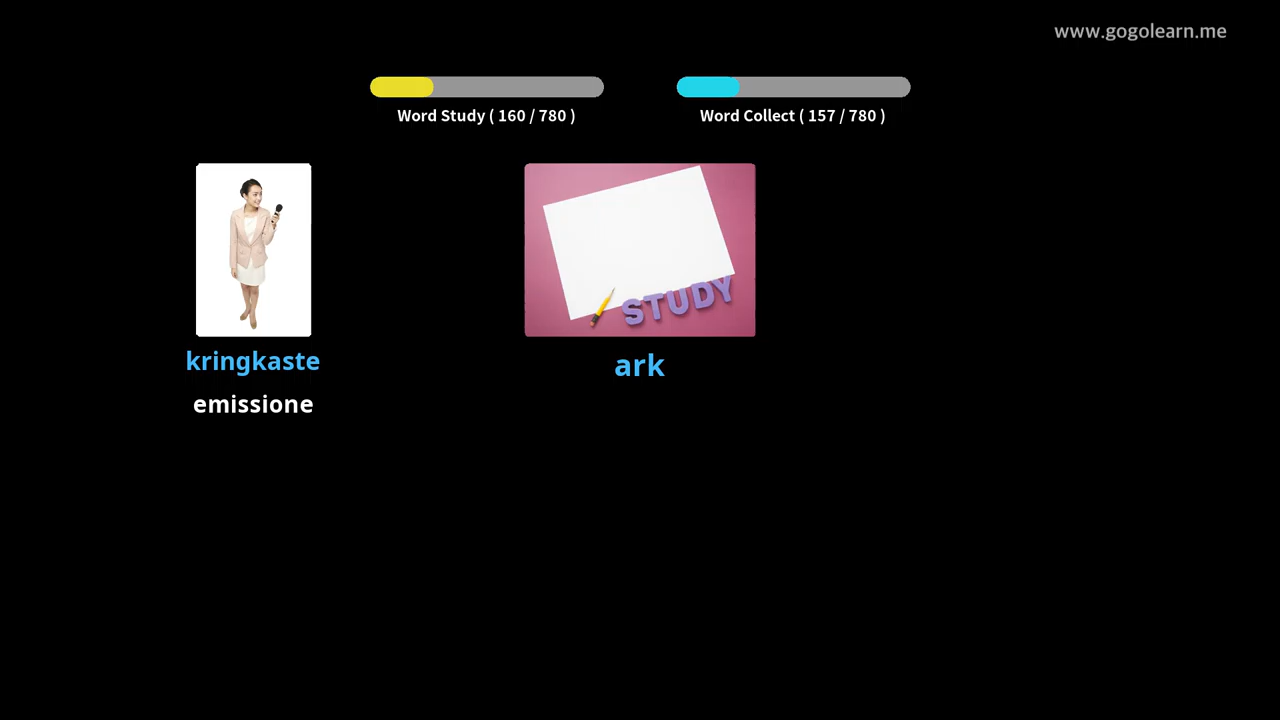 www.gogolearn.me
Word Study ( 160 / 780 )
Word Collect ( 157 / 780 )
STUDY
kringkaste
ark
emissione